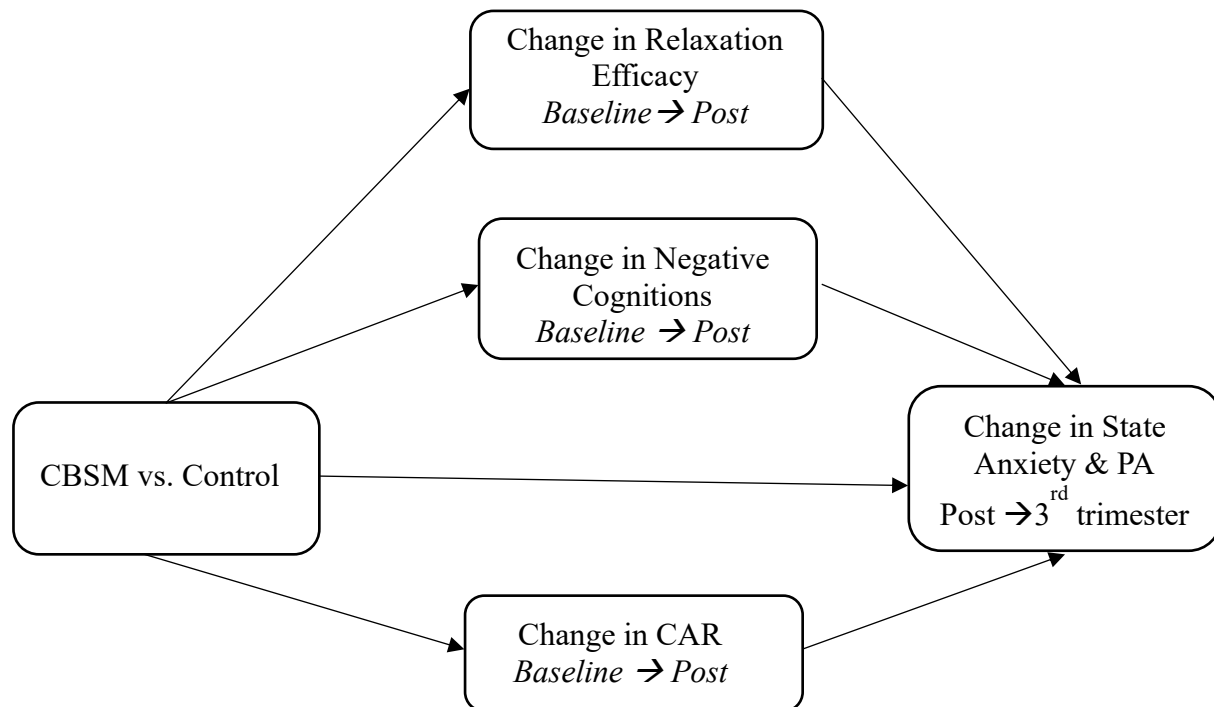 Change in Relaxation
Efficacy
Baseline → Post
Change in Negative
Cognitions
Baseline → Post
CBSM vs. Control
Change in State
Anxiety & PA
Post →3rd trimester
Change in CAR
Baseline → Post